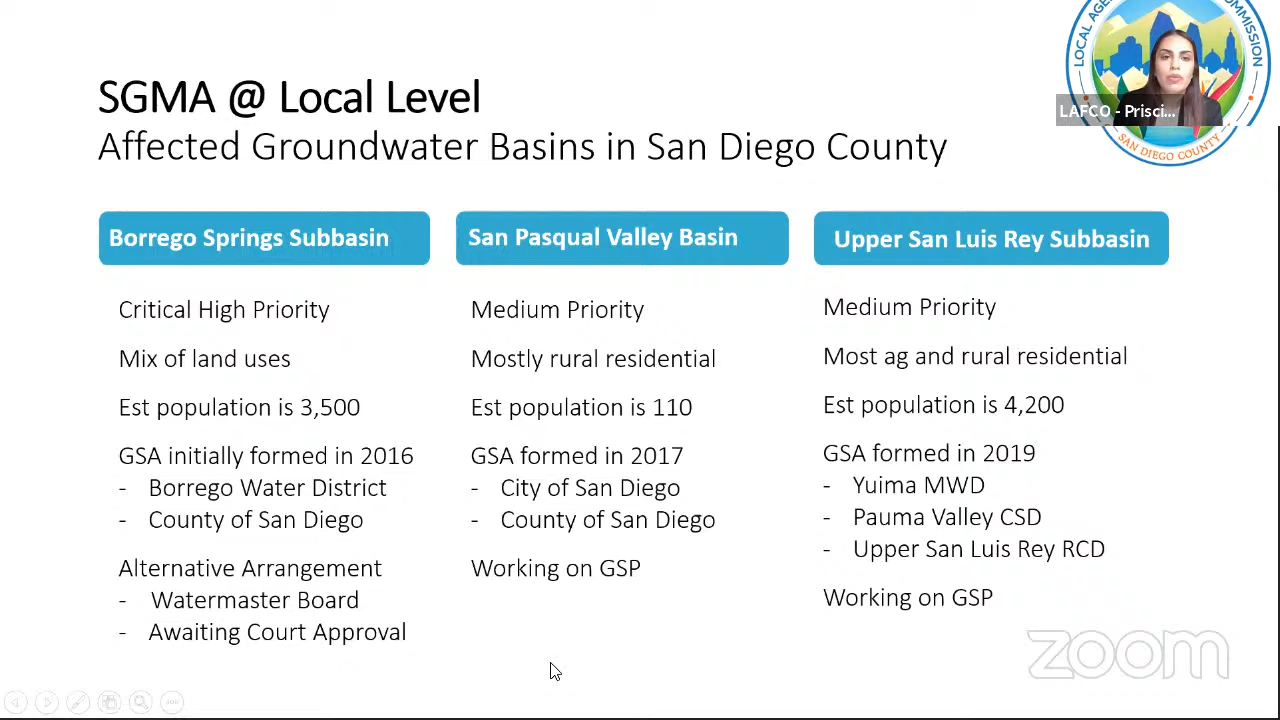 SGMA @ Local Level
Affected Groundwater Basins in San Diego County
LOCAL AGE
OMMISSION
SAN DIEGO COUNTY
LAFCO - Prisci...
Borrego Springs Subbasin
Critical High Priority
Mix of land uses
Est population is 3,500
GSA initially formed in 2016
- Borrego Water District
- County of San Diego
Alternative Arrangement
- Watermaster Board
- Awaiting Court Approval
San Pasqual Valley Basin
Medium Priority
Mostly rural residential
Est population is 110
GSA formed in 2017
- City of San Diego
- County of San Diego
Working on GSP
Upper San Luis Rey Subbasin
Medium Priority
Most ag and rural residential
Est population is 4,200
GSA formed in 2019
- Yuima MWD
- Pauma Valley CSD
- Upper San Luis Rey RCD
Working on GSP
zoom